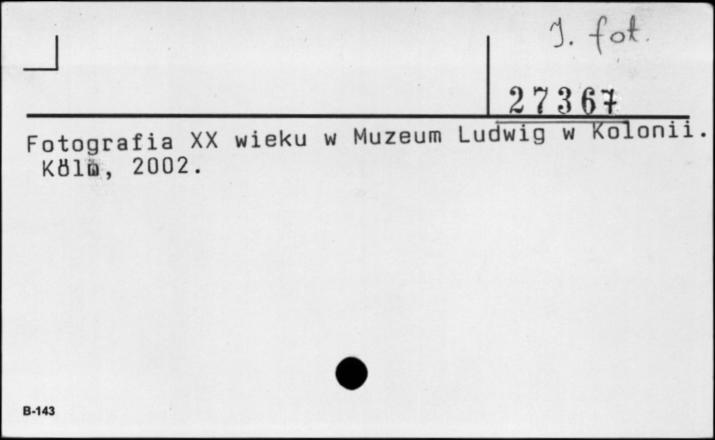 J. fot.
27367
Fotografia XX wieku w Muzeum Ludwig w Kolonii.
Köln, 2002.
B-143